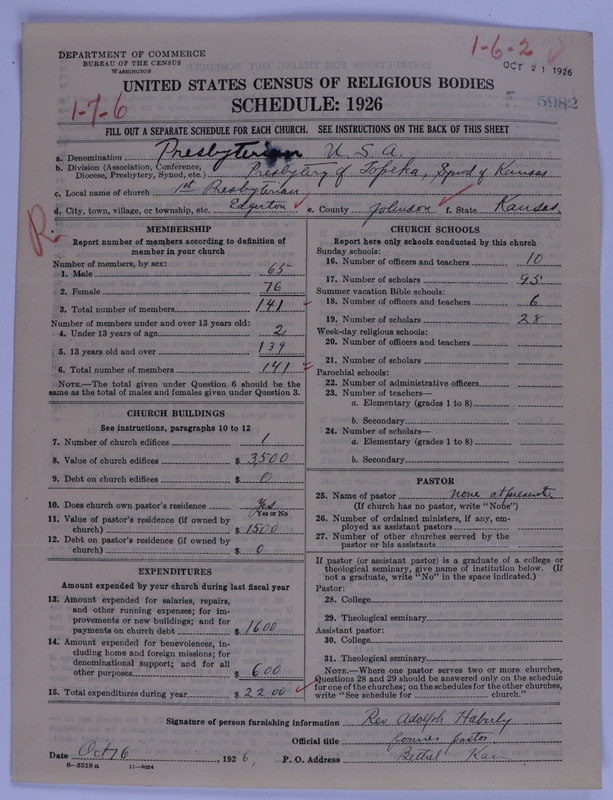 DEPARTMENT OF COMMERCE
BUREAU OF THE CENSUS
WASHINGTON
1-6-2
OCT 21 1926
UNITED STATES CENSUS OF RELIGIOUS BODIES
1-7-6
SCHEDULE: 1926
5982
FILL OUT A SEPARATE SCHEDULE FOR EACH CHURCH. SEE INSTRUCTIONS ON THE BACK OF THIS SHEET
a. Denomination Presbyterian U.S.A.
b. Division (Association, Conference, Diocese, Presbytery, Synod, etc.) Presbytery of Topeka, Synod of Kansas
c. Local name of church 1st Presbyterian
d. City, town, village, or township, etc. Edgerton e. County Johnson f. State Kansas
R
MEMBERSHIP
Report number of members according to definition of
member in your church
Number of members, by sex:
1. Male 65
2. Female 76
3. Total number of members 141
Number of members under and over 13 years old:
4. Under 13 years of age 2
5. 13 years old and over 139
6. Total number of members 141
NOTE.—The total given under Question 6 should be
same as the total of males and females given under Question 3.
CHURCH BUILDINGS
See instructions, paragraphs 10 to 12
7. Number of church edifices 1
8. Value of church edifices $ 3500
9. Debt on church edifices $ 0
10. Does church own pastor's residence Yes
(Yes or No
11. Value of pastor's residence (if owned by
church) $ 1500
12. Debt on pastor's residence (if owned by
church) $ 0
EXPENDITURES
Amount expended by your church during last fiscal year
13. Amount expended for salaries, repairs,
and other running expenses; for im-
provements or new buildings; and for
payments on church debt $ 1600
14. Amount expended for benevolences, in-
cluding home and foreign missions; for
denominational support; and for all
other purposes $ 600
15. Total expenditures during year $ 2200
CHURCH SCHOOLS
Report here only schools conducted by this church
Sunday schools:
16. Number of officers and teachers 10
17. Number of scholars 95
Summer vacation Bible schools:
18. Number of officers and teachers 6
19. Number of scholars 28
Week-day religious schools:
20. Number of officers and teachers
21. Number of scholars
Parochial schools:
22. Number of administrative officers
23. Number of teachers—
a. Elementary (grades 1 to 8)
b. Secondary
24. Number of scholars—
a. Elementary (grades 1 to 8)
b. Secondary
PASTOR
25. Name of pastor none at present
(If church has no pastor, write "None")
26. Number of ordained ministers, if any, em-
ployed as assistant pastors
27. Number of other churches served by the
pastor or his assistants
If pastor (or assistant pastor) is a graduate of a college or
theological seminary, give name of institution below. (If
not a graduate, write "No" in the space indicated.)
Pastor:
28. College
29. Theological seminary
Assistant pastor:
30. College
31. Theological seminary
NOTE.—Where one pastor serves two or more churches,
Questions 28 and 29 should be answered only on the schedule
for one of the churches; on the schedules for the other churches,
write "See schedule for church."
Signature of person furnishing information Rev Adolph Haberly
Official title former pastor
Date Oct 6 1926, P. O. Address Bethel Kan
8—5518 a 11—8664